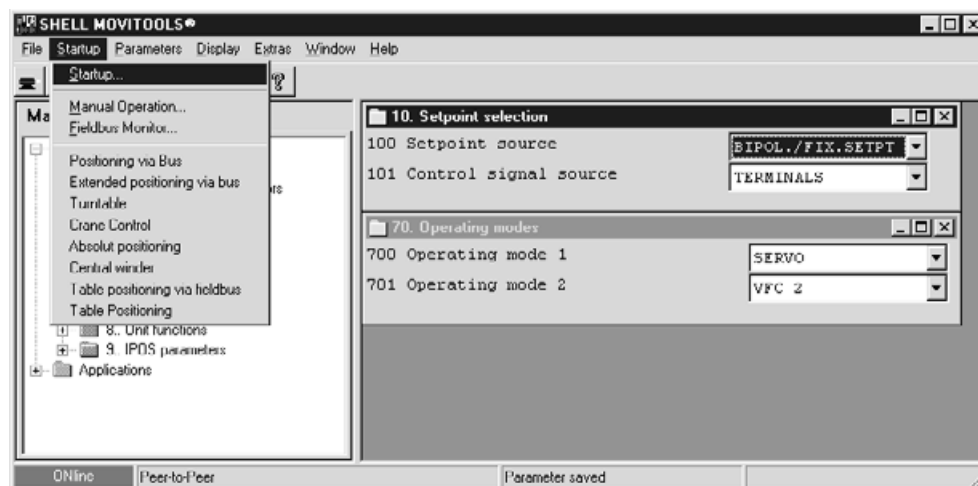 SHELL MOVITOOLS®
File Startup Parameters Display Extras Window Help
Startup...
Manual Operation...
Fieldbus Monitor...
Positioning via Bus
Extended positioning via bus
Turntable
Crane Control
Absolut positioning
Central winder
Table positioning via fieldbus
Table Positioning
Ma
rs
8.. Unit functions
9.. IPOS parameters
Applications
10. Setpoint selection
100 Setpoint source BIPOL./FIX.SETPT
101 Control signal source TERMINALS
70. Operating modes
700 Operating mode 1 SERVO
701 Operating mode 2 VFC 2
ONline Peer-to-Peer Parameter saved